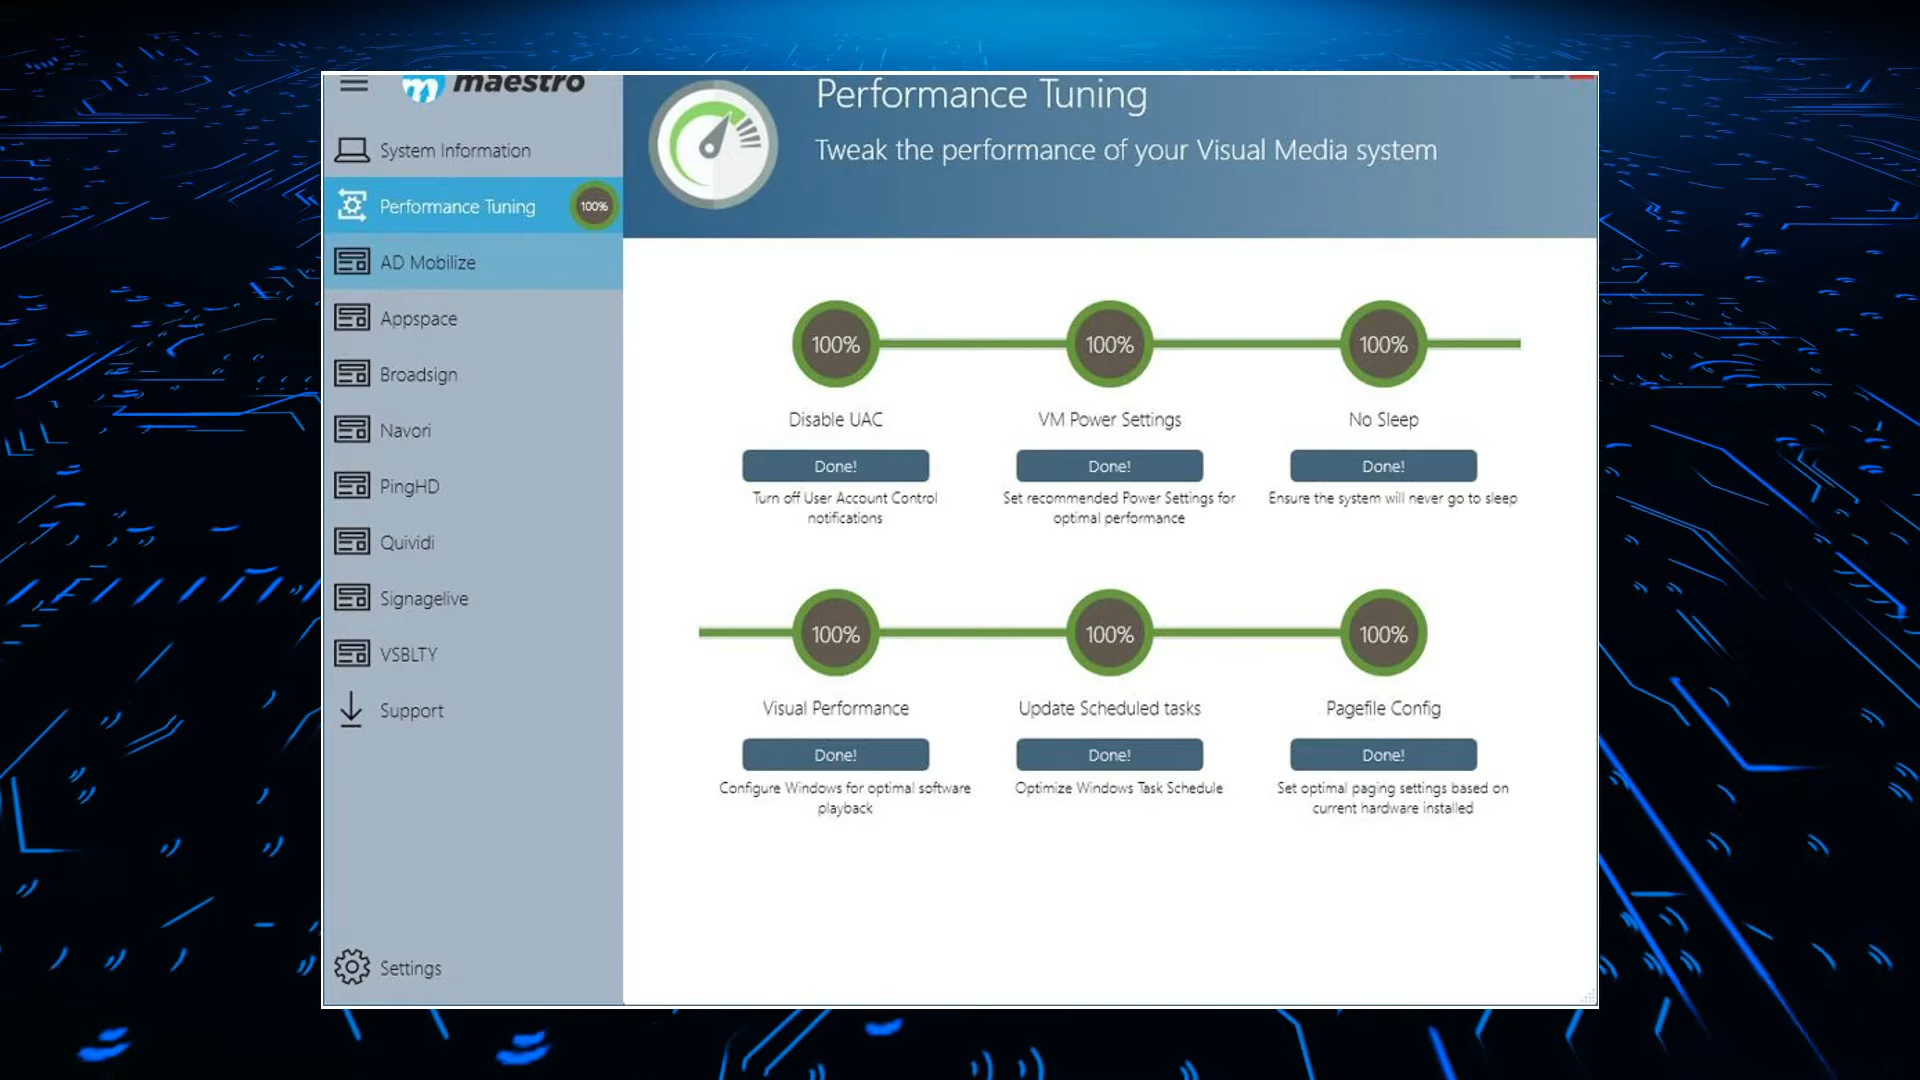 maestro
System Information
Performance Tuning
100%
AD Mobilize
Appspace
Broadsign
Navori
PingHD
Quividi
Signagelive
VSBLTY
Support
Settings
Performance Tuning
Tweak the performance of your Visual Media system
100%
100%
100%
Disable UAC
VM Power Settings
No Sleep
Done!
Done!
Done!
Turn off User Account Control
notifications
Set recommended Power Settings for
optimal performance
Ensure the system will never go to sleep
100%
100%
100%
Visual Performance
Update Scheduled tasks
Pagefile Config
Done!
Done!
Done!
Configure Windows for optimal software
playback
Optimize Windows Task Schedule
Set optimal paging settings based on
current hardware installed